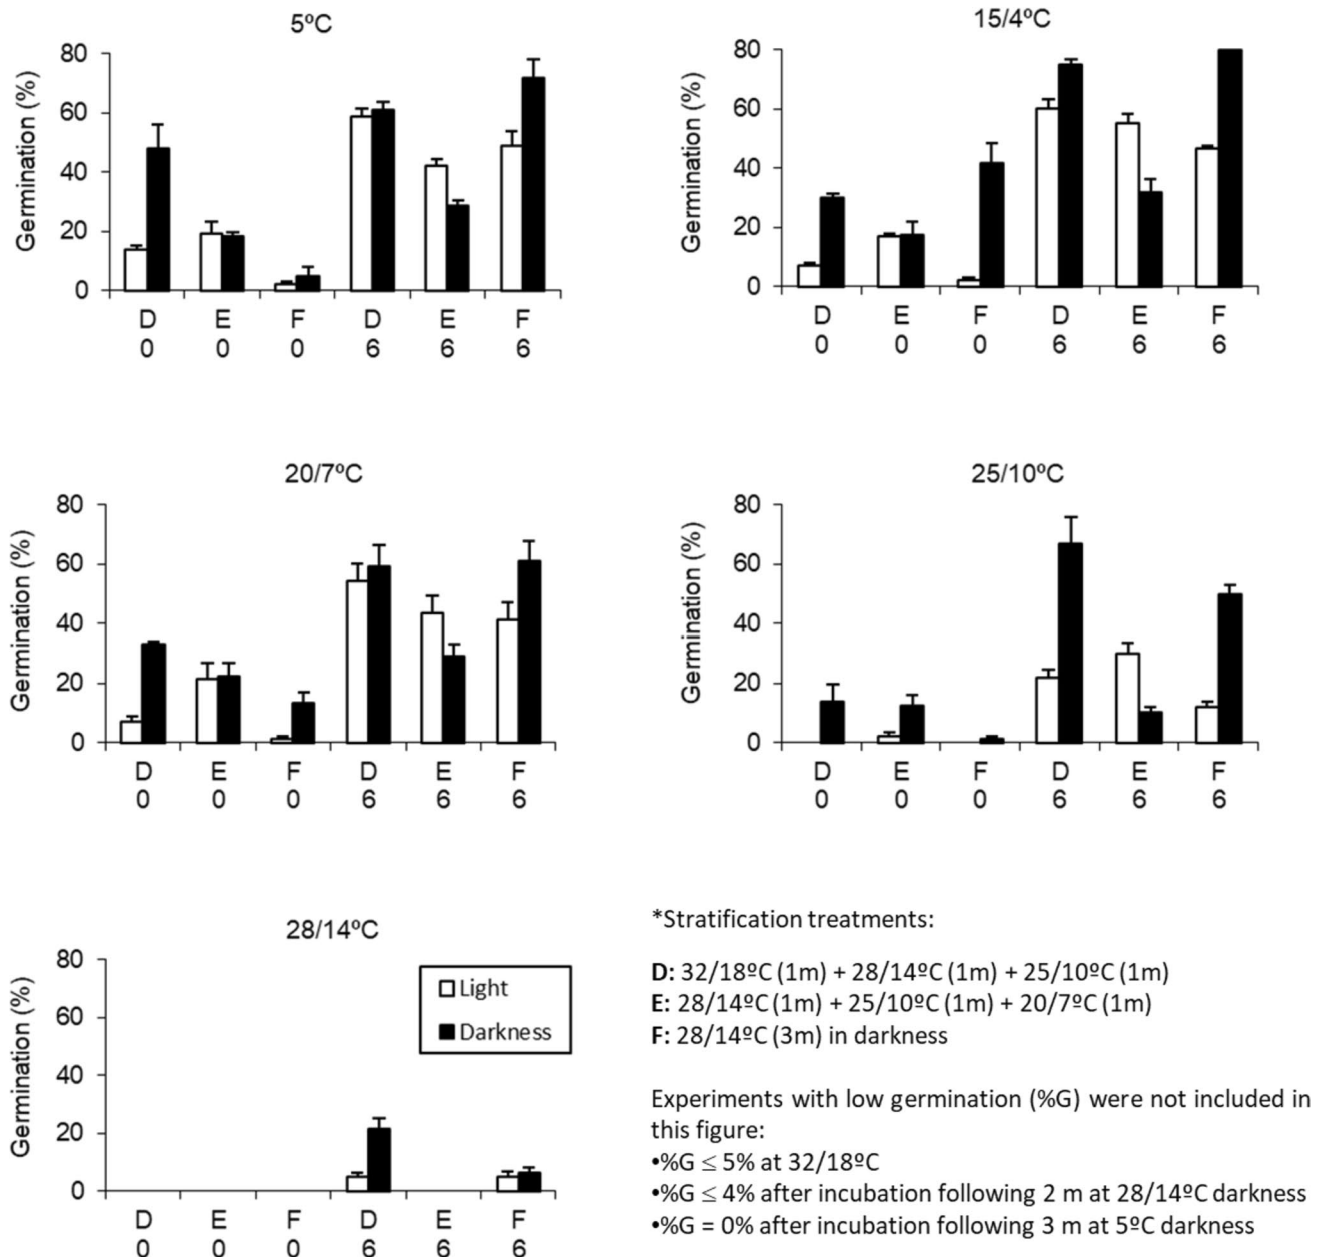 5ºC
15/4ºC
Germination (%)
80
60
40
20
0
D E F D E F
0 0 0 6 6 6
Germination (%)
80
60
40
20
0
D E F D E F
0 0 0 6 6 6
20/7ºC
25/10ºC
Germination (%)
80
60
40
20
0
D E F D E F
0 0 0 6 6 6
Germination (%)
80
60
40
20
0
D E F D E F
0 0 0 6 6 6
28/14ºC
Germination (%)
80
60
40
20
0
D E F D E F
0 0 0 6 6 6
Light
Darkness
*Stratification treatments:
D: 32/18ºC (1m) + 28/14ºC (1m) + 25/10ºC (1m)
E: 28/14ºC (1m) + 25/10ºC (1m) + 20/7ºC (1m)
F: 28/14ºC (3m) in darkness
Experiments with low germination (%G) were not included in
this figure:
•%G ≤ 5% at 32/18ºC
•%G ≤ 4% after incubation following 2 m at 28/14ºC darkness
•%G = 0% after incubation following 3 m at 5ºC darkness